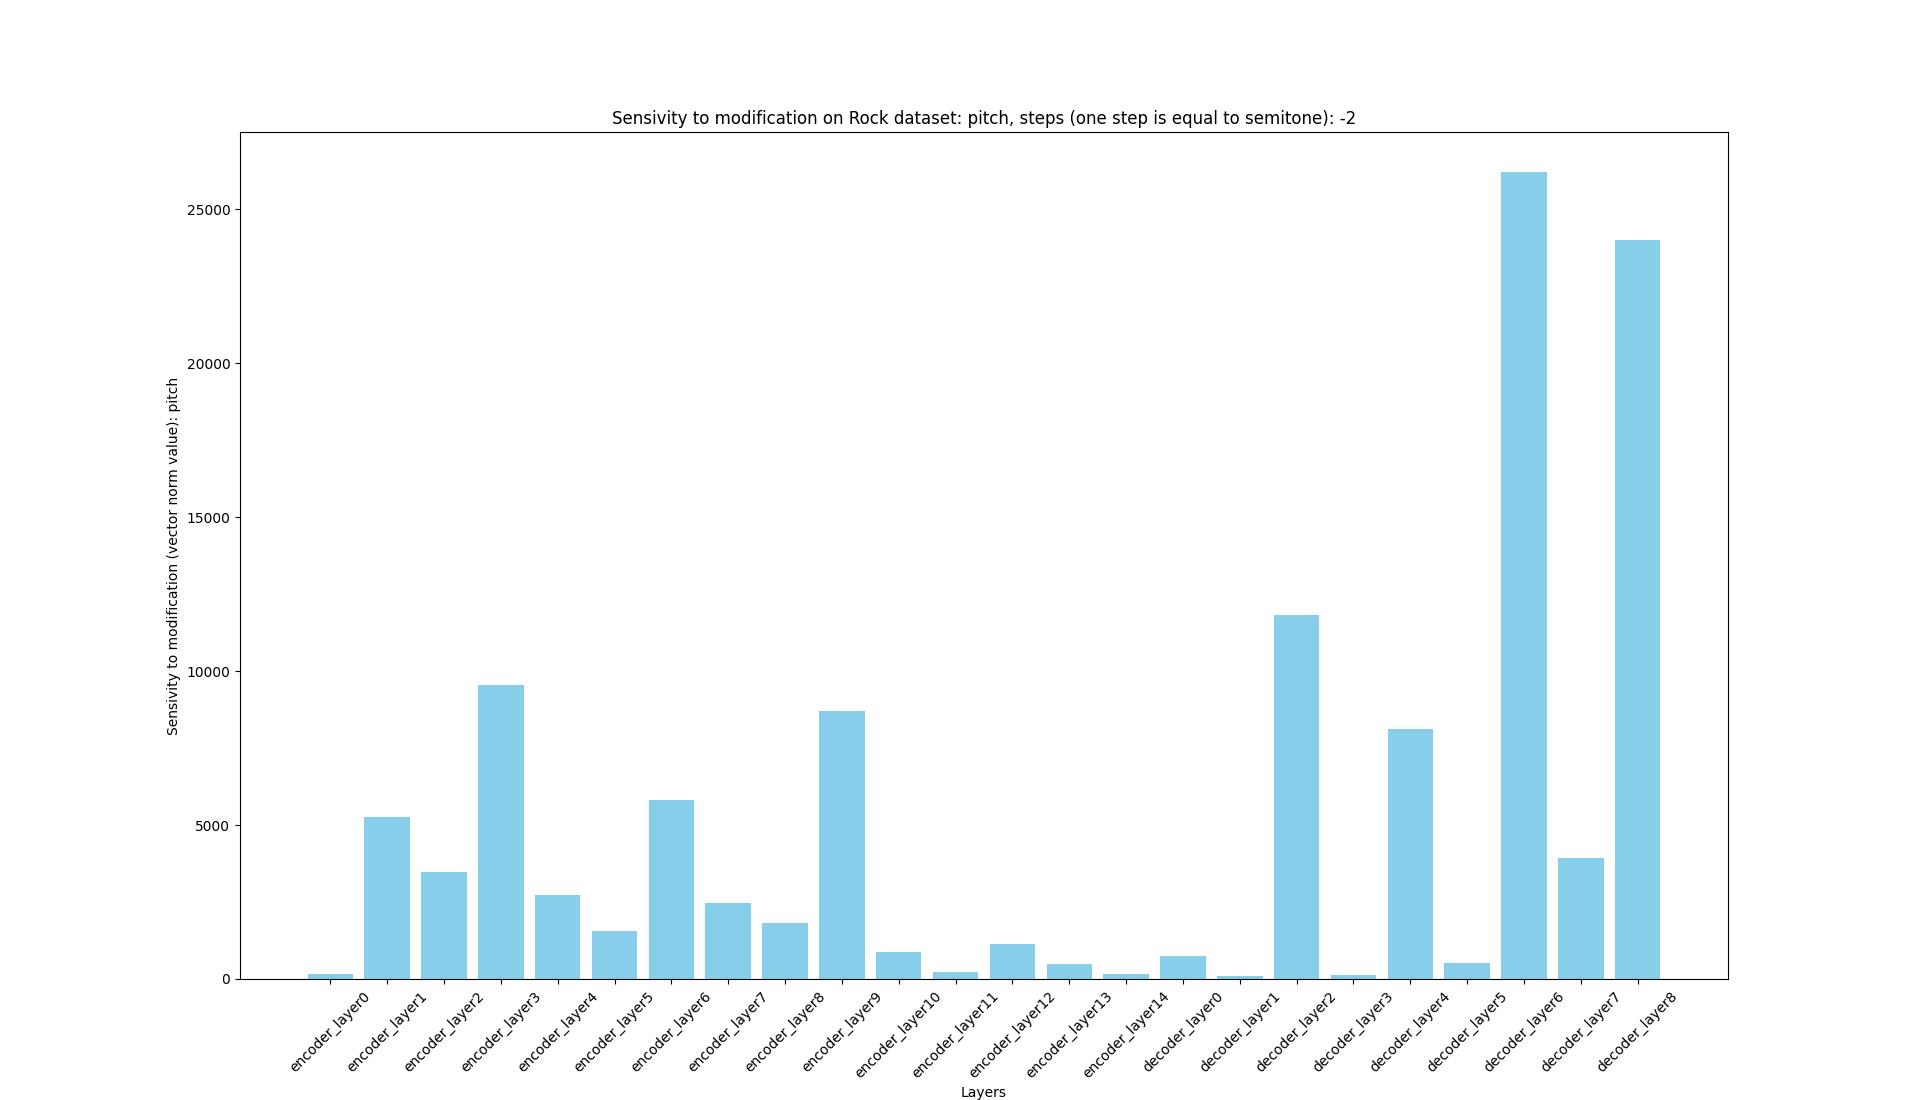 Sensivity to modification on Rock dataset: pitch, steps (one step is equal to semitone): -2
Sensivity to modification (vector norm value): pitch
25000
20000
15000
10000
5000
0
encoder_layer0
encoder_layer1
encoder_layer2
encoder_layer3
encoder_layer4
encoder_layer5
encoder_layer6
encoder_layer7
encoder_layer8
encoder_layer9
encoder_layer10
encoder_layer11
encoder_layer12
encoder_layer13
encoder_layer14
decoder_layer0
decoder_layer1
decoder_layer2
decoder_layer3
decoder_layer4
decoder_layer5
decoder_layer6
decoder_layer7
decoder_layer8
Layers